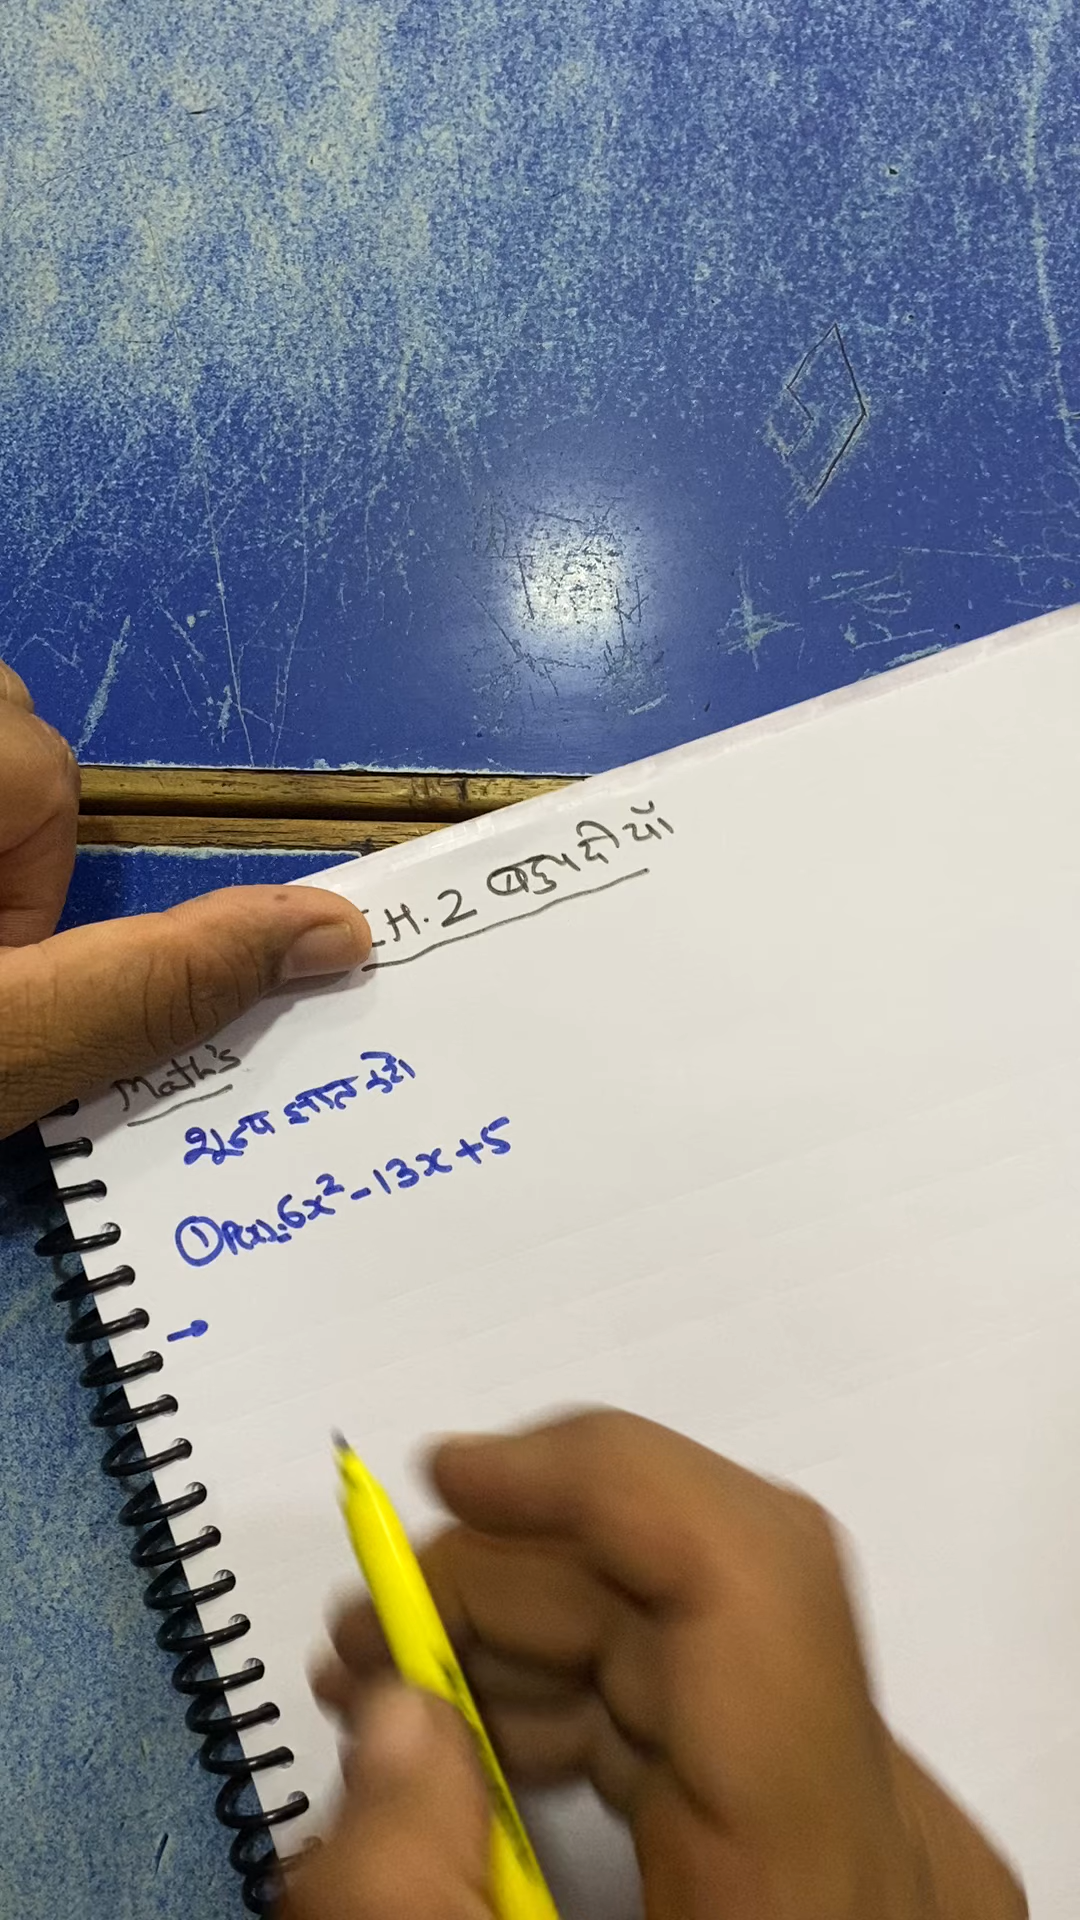 CH.2 बहुपदीयाँ
Math's
शून्य ज्ञात करो
① P(x)=6x²-13x+5
→